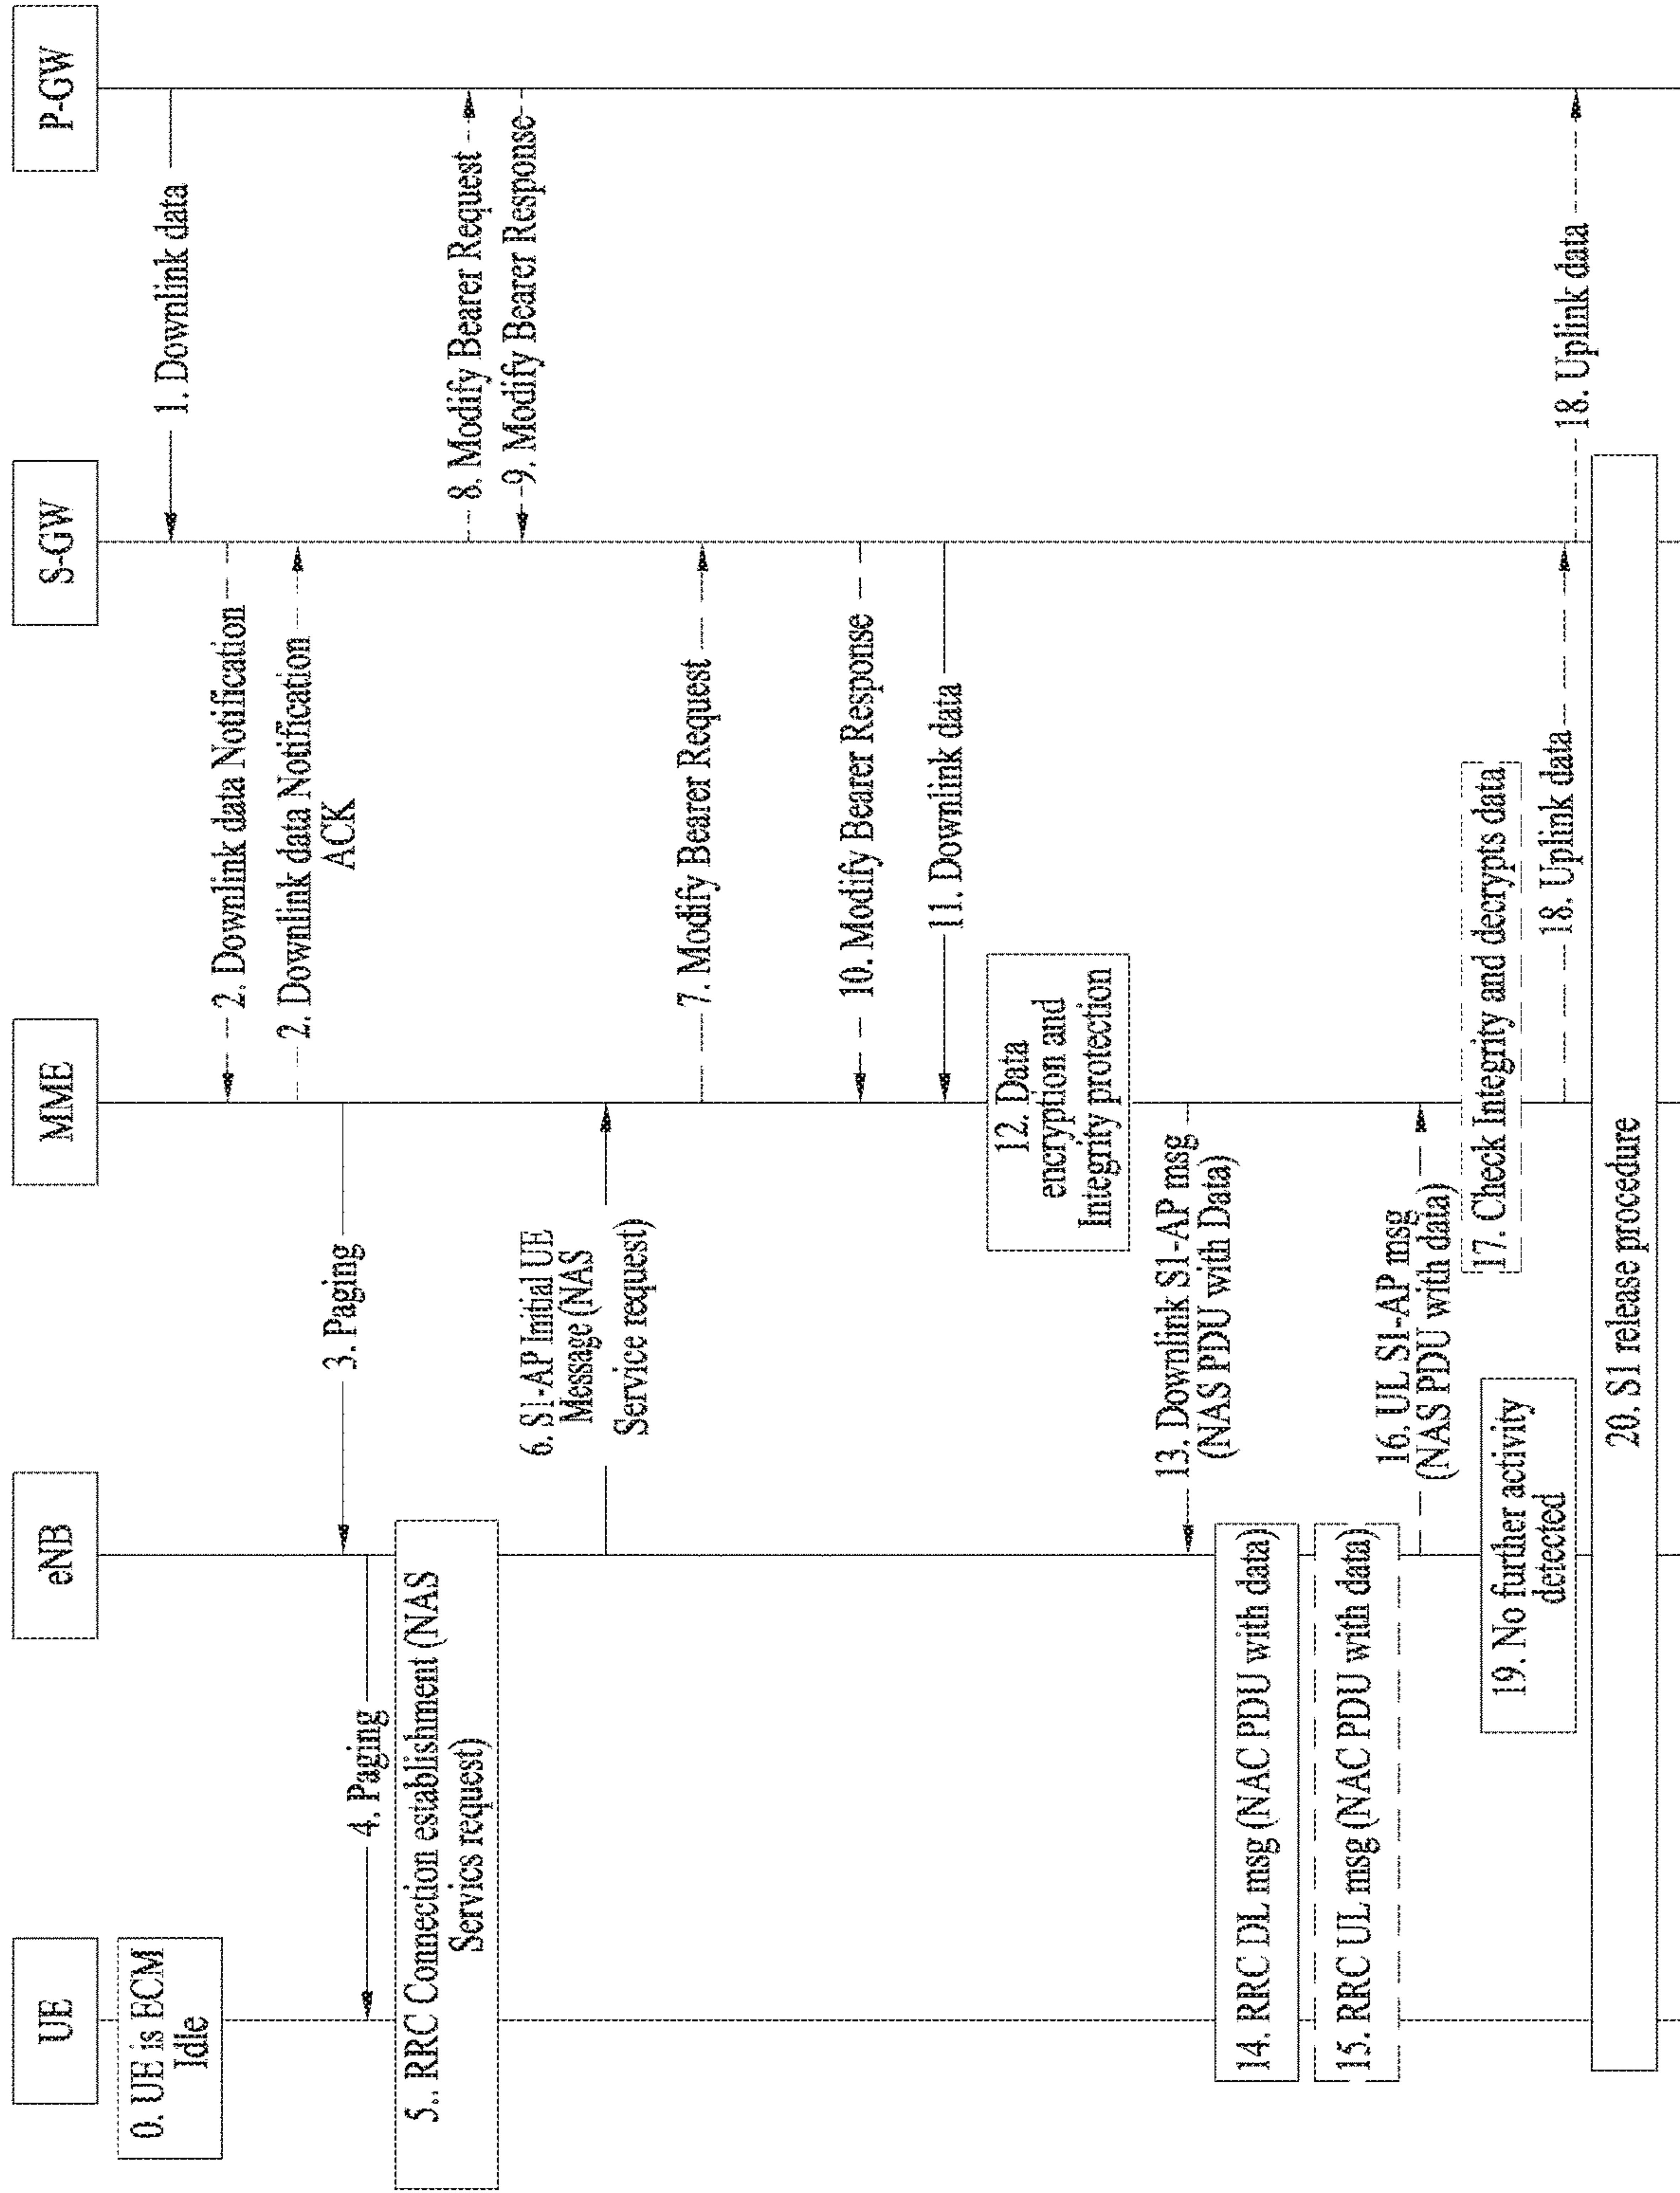 UE
eNB
MME
S-GW
P-GW
0. UE is ECM
Idle
1. Downlink data
2. Downlink data Notification
2. Downlink data Notification
ACK
3. Paging
4. Paging
5.. RRC Connection establishment (NAS
Servics request)
8. Modify Bearer Request
9. Modify Bearer Response
6. S1-AP Initial UE
Message (NAS
Service request)
7. Modify Bearer Request
10. Modify Bearer Response
11. Downlink data
12. Data
encryption and
Integrity protection
13. Downlink S1-AP msg
(NAS PDU with Data)
14. RRC DL msg (NAC PDU with data)
15. RRC UL msg (NAC PDU with data)
16. UL S1-AP msg
(NAS PDU with data)
17. Check Integrity and decrypts data
18. Uplink data
18. Uplink data
19. No further activity
detected
20. S1 release procedure